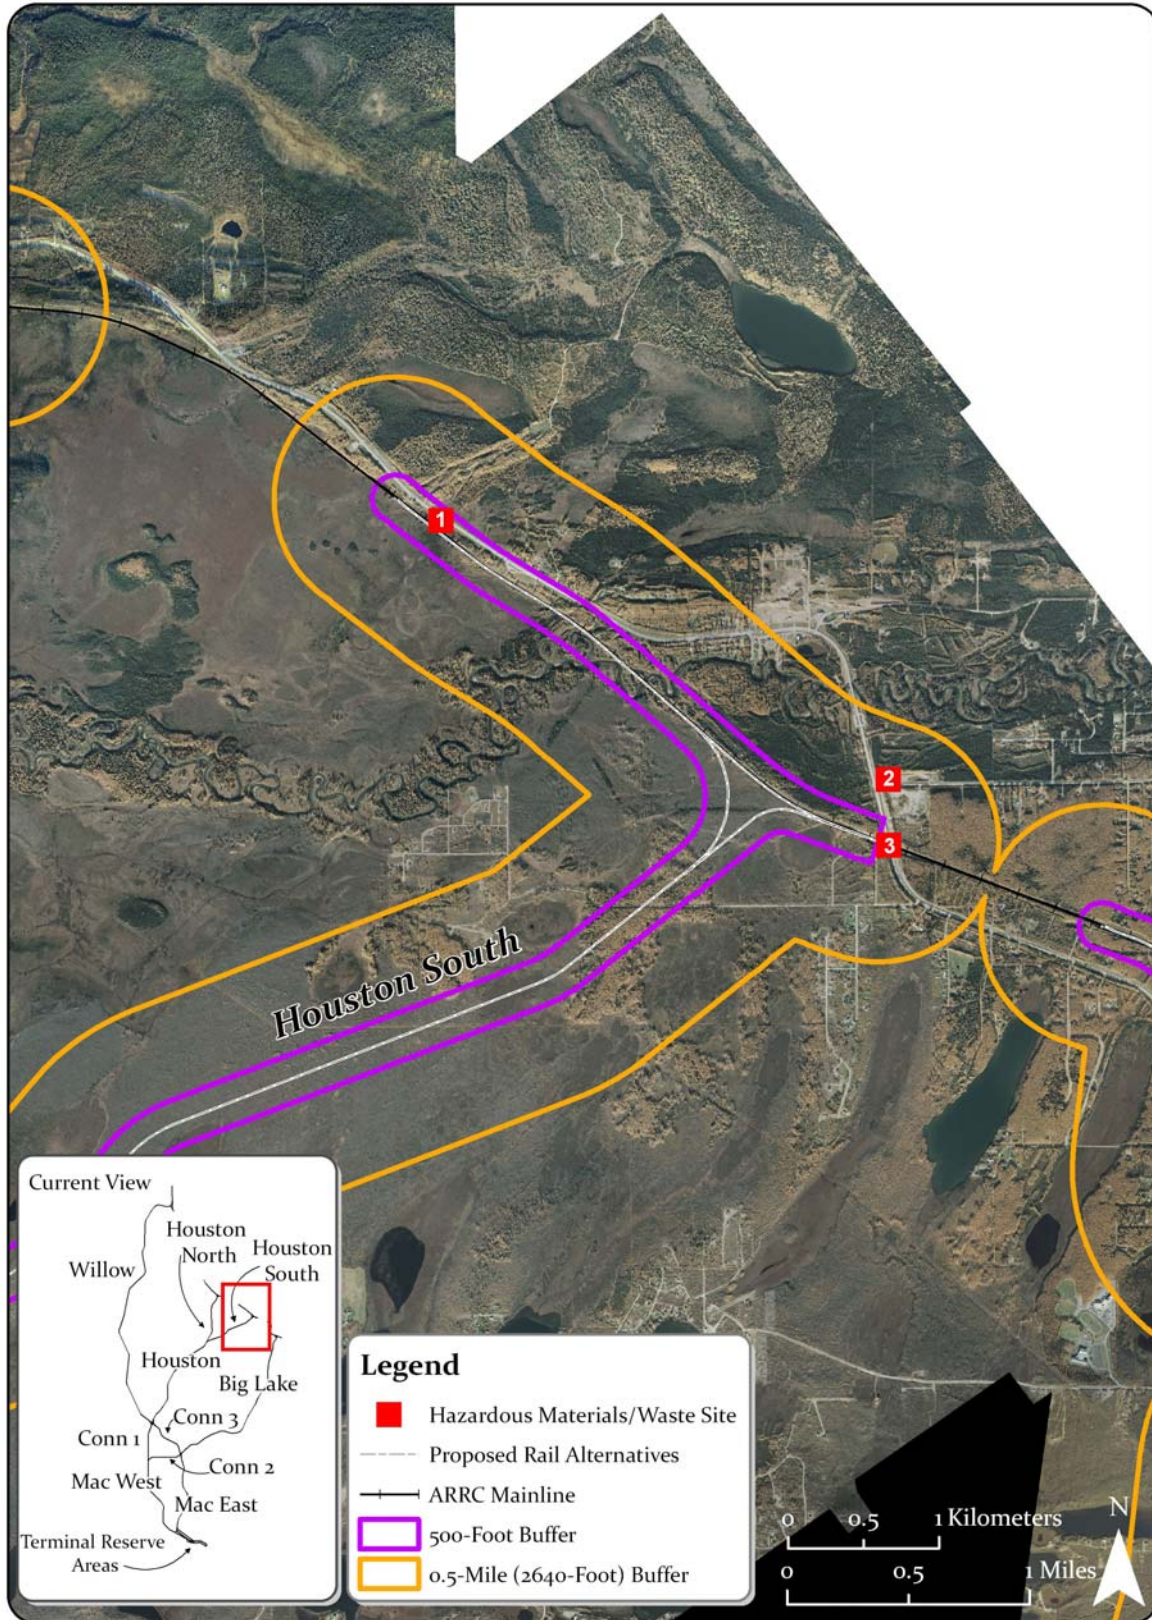 1
2
3
Houston South
Current View
Houston
North
Houston
South
Willow
Houston
Big Lake
Conn 3
Conn 1
Conn 2
Mac West
Mac East
Terminal Reserve
Areas
Legend
Hazardous Materials/Waste Site
Proposed Rail Alternatives
ARRC Mainline
500-Foot Buffer
0.5-Mile (2640-Foot) Buffer
0 0.5 1 Kilometers
0 0.5 1 Miles
N